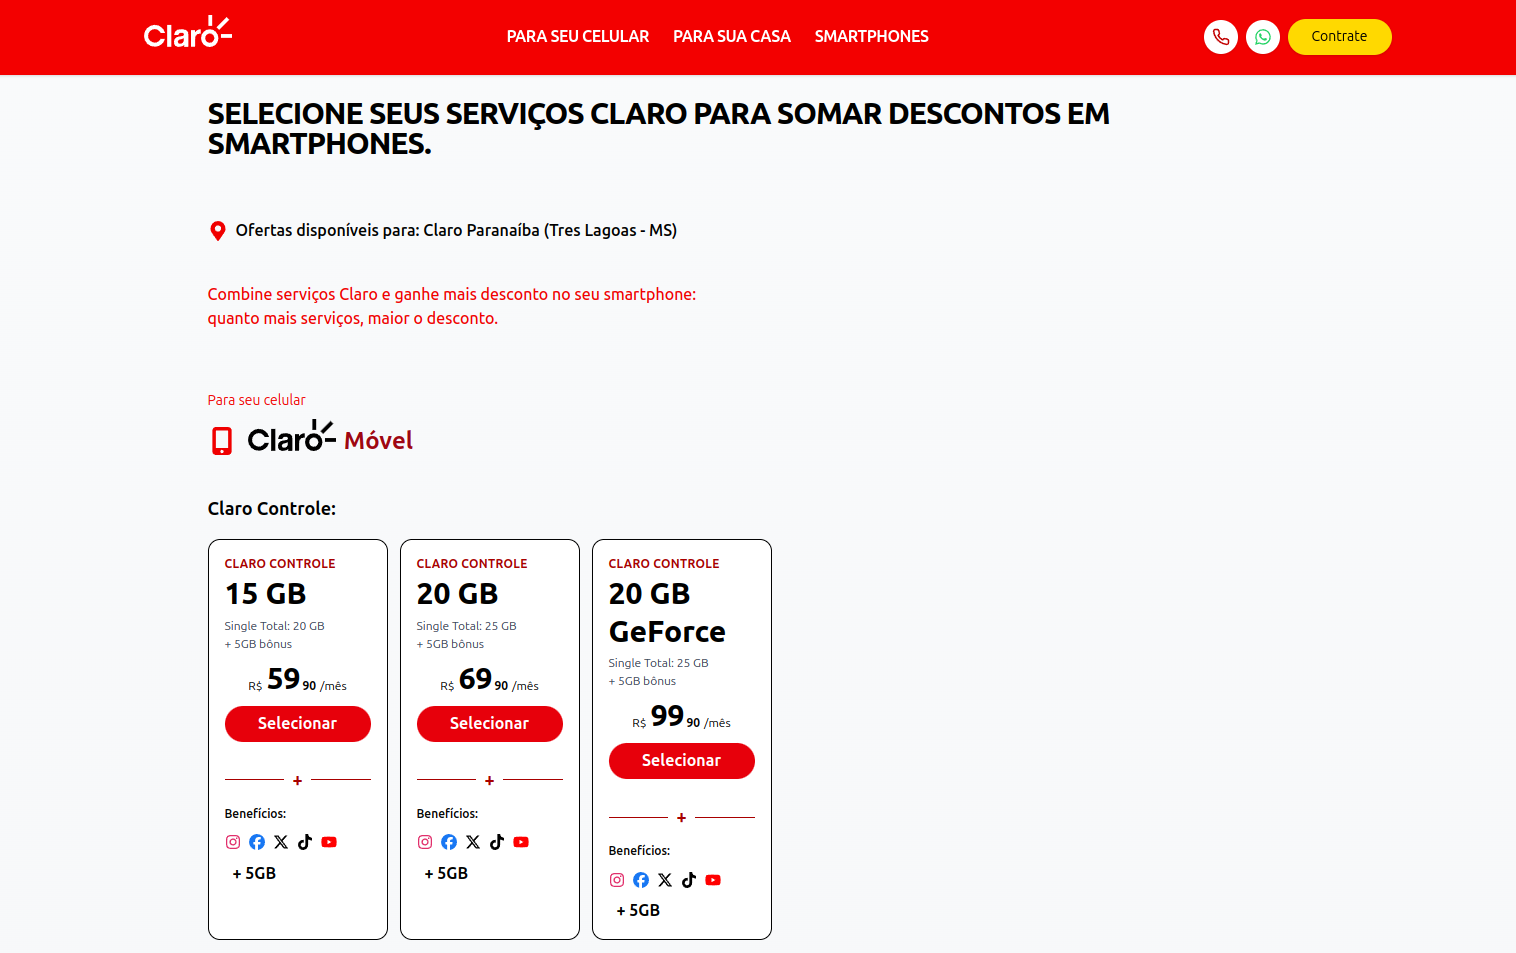 Claro
PARA SEU CELULAR
PARA SUA CASA
SMARTPHONES
Contrate
SELECIONE SEUS SERVIÇOS CLARO PARA SOMAR DESCONTOS EM
SMARTPHONES.
Ofertas disponíveis para: Claro Paranaíba (Tres Lagoas - MS)
Combine serviços Claro e ganhe mais desconto no seu smartphone:
quanto mais serviços, maior o desconto.
Para seu celular
Claro Móvel
Claro Controle:
CLARO CONTROLE
15 GB
Single Total: 20 GB
+ 5GB bônus
R$ 59 90 /mês
Selecionar
+
Benefícios:
+ 5GB
CLARO CONTROLE
20 GB
Single Total: 25 GB
+ 5GB bônus
R$ 69 90 /mês
Selecionar
+
Benefícios:
+ 5GB
CLARO CONTROLE
20 GB
GeForce
Single Total: 25 GB
+ 5GB bônus
R$ 99 90 /mês
Selecionar
+
Benefícios:
+ 5GB